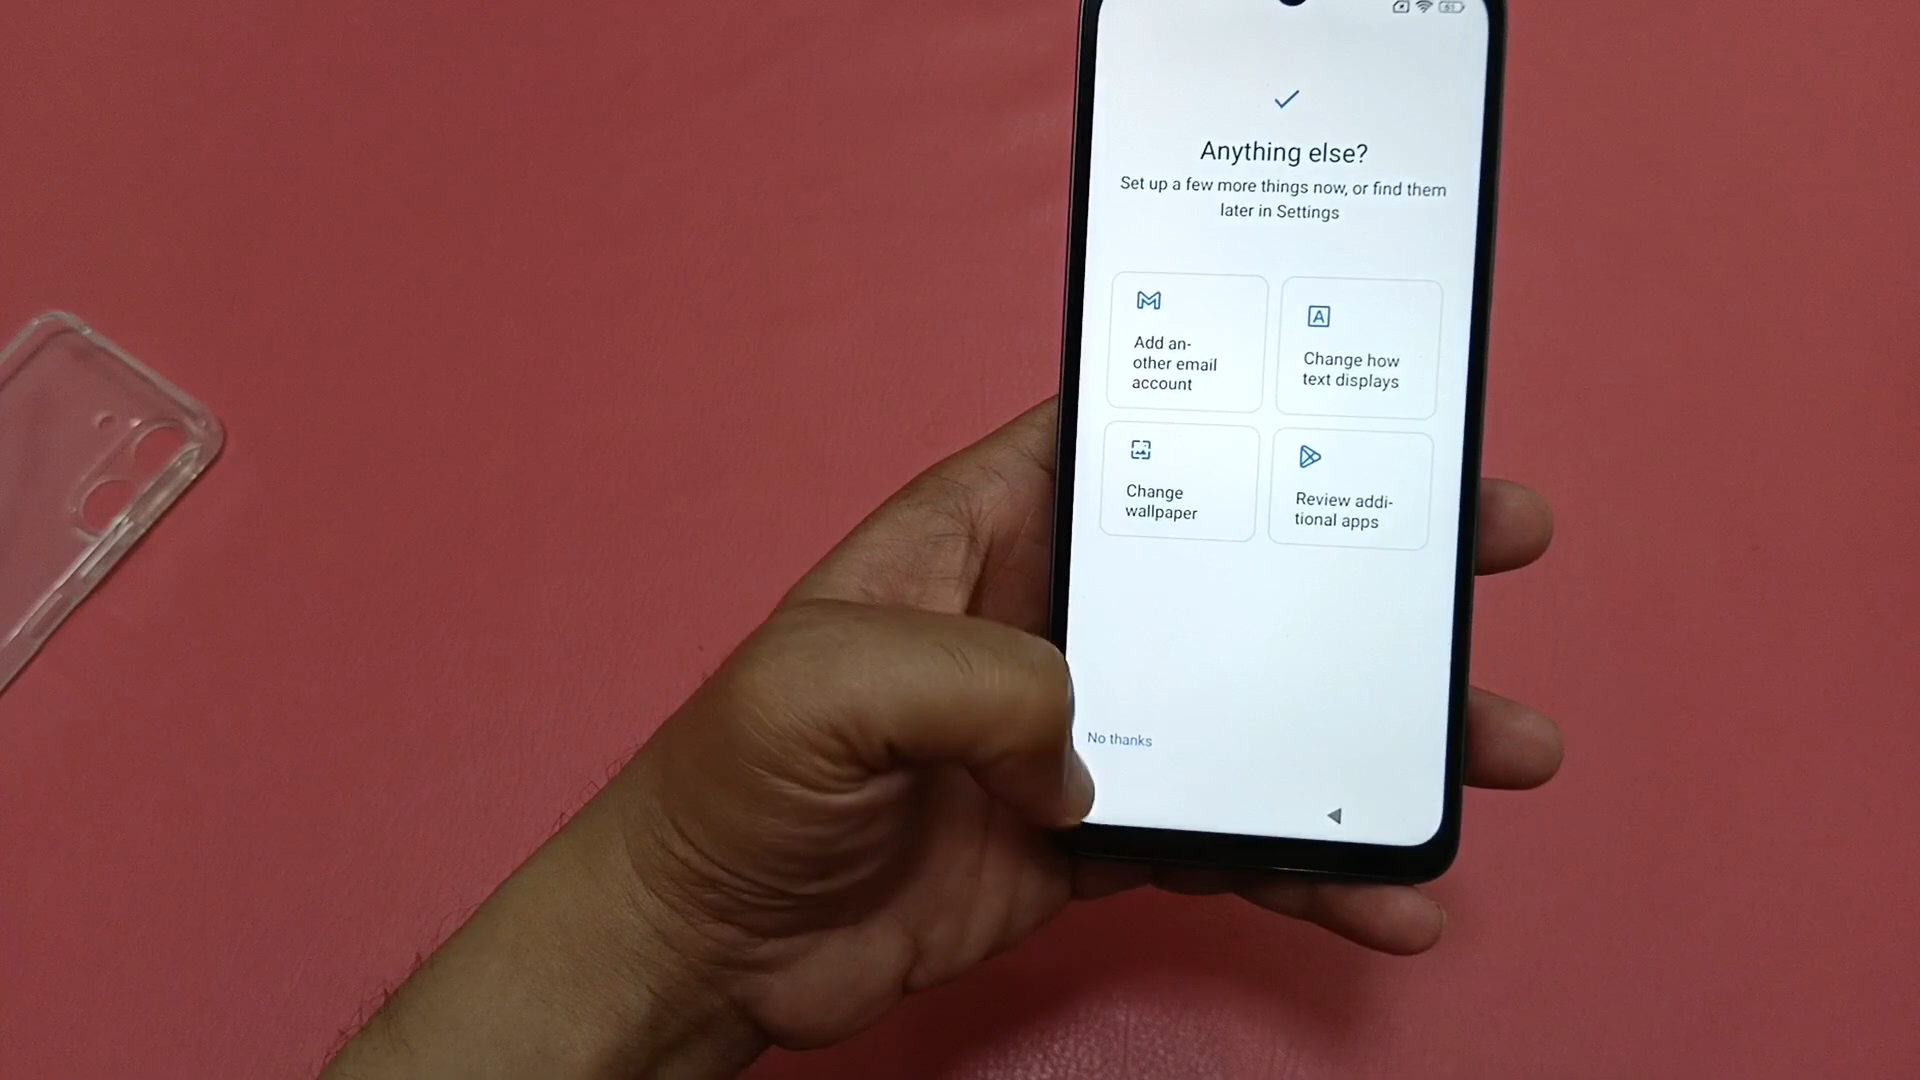 61
Anything else?
Set up a few more things now, or find them
later in Settings
Add an-
other email
account
Change how
text displays
Change
wallpaper
Review addi-
tional apps
No thanks